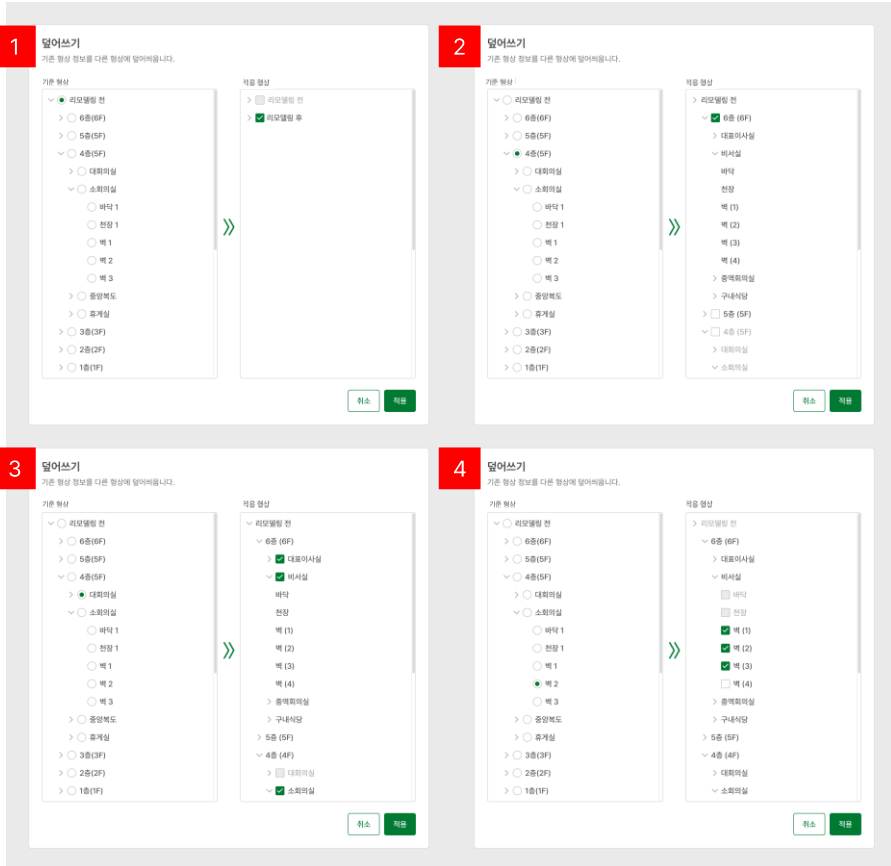 1
덮어쓰기
기존 형상 정보를 다른 형상에 덮어씌웁니다.
기준 형상
리모델링 전
6층(6F)
5층(5F)
4층(5F)
대회의실
소회의실
바닥 1
천장 1
벽 1
벽 2
벽 3
중앙복도
휴게실
3층(3F)
2층(2F)
1층(1F)
적용 형상
리모델링 전
리모델링 후
취소
적용
2
덮어쓰기
기존 형상 정보를 다른 형상에 덮어씌웁니다.
기준 형상
리모델링 전
6층(6F)
5층(5F)
4층(5F)
대회의실
소회의실
바닥 1
천장 1
벽 1
벽 2
벽 3
중앙복도
휴게실
3층(3F)
2층(2F)
1층(1F)
적용 형상
리모델링 전
6층 (6F)
대표이사실
비서실
바닥
천장
벽 (1)
벽 (2)
벽 (3)
벽 (4)
중역회의실
구내식당
5층 (5F)
4층 (5F)
대회의실
소회의실
취소
적용
3
덮어쓰기
기존 형상 정보를 다른 형상에 덮어씌웁니다.
기준 형상
리모델링 전
6층(6F)
5층(5F)
4층(5F)
대회의실
소회의실
바닥 1
천장 1
벽 1
벽 2
벽 3
중앙복도
휴게실
3층(3F)
2층(2F)
1층(1F)
적용 형상
리모델링 전
6층 (6F)
대표이사실
비서실
바닥
천장
벽 (1)
벽 (2)
벽 (3)
벽 (4)
중역회의실
구내식당
5층 (5F)
4층 (4F)
대회의실
소회의실
취소
적용
4
덮어쓰기
기존 형상 정보를 다른 형상에 덮어씌웁니다.
기준 형상
리모델링 전
6층(6F)
5층(5F)
4층(5F)
대회의실
소회의실
바닥 1
천장 1
벽 1
벽 2
벽 3
중앙복도
휴게실
3층(3F)
2층(2F)
1층(1F)
적용 형상
리모델링 전
6층 (6F)
대표이사실
비서실
바닥
천장
벽 (1)
벽 (2)
벽 (3)
벽 (4)
중역회의실
구내식당
5층 (5F)
4층 (4F)
대회의실
소회의실
취소
적용